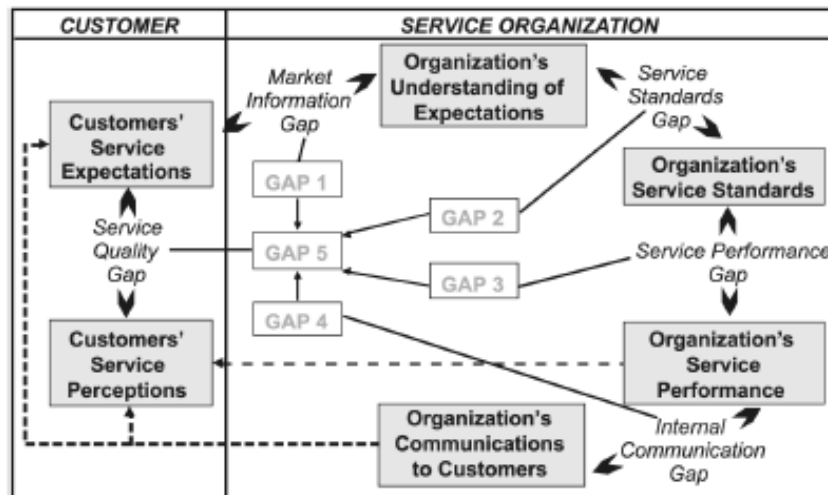 CUSTOMER
SERVICE ORGANIZATION
Market
Information
Gap
Organization's
Understanding of
Expectations
Service
Standards
Gap
Customers'
Service
Expectations
GAP 1
Organization's
Service Standards
GAP 2
Service
Quality
Gap
GAP 5
Service Performance
Gap
GAP 3
GAP 4
Customers'
Service
Perceptions
Organization's
Service
Performance
Organization's
Communications
to Customers
Internal
Communication
Gap